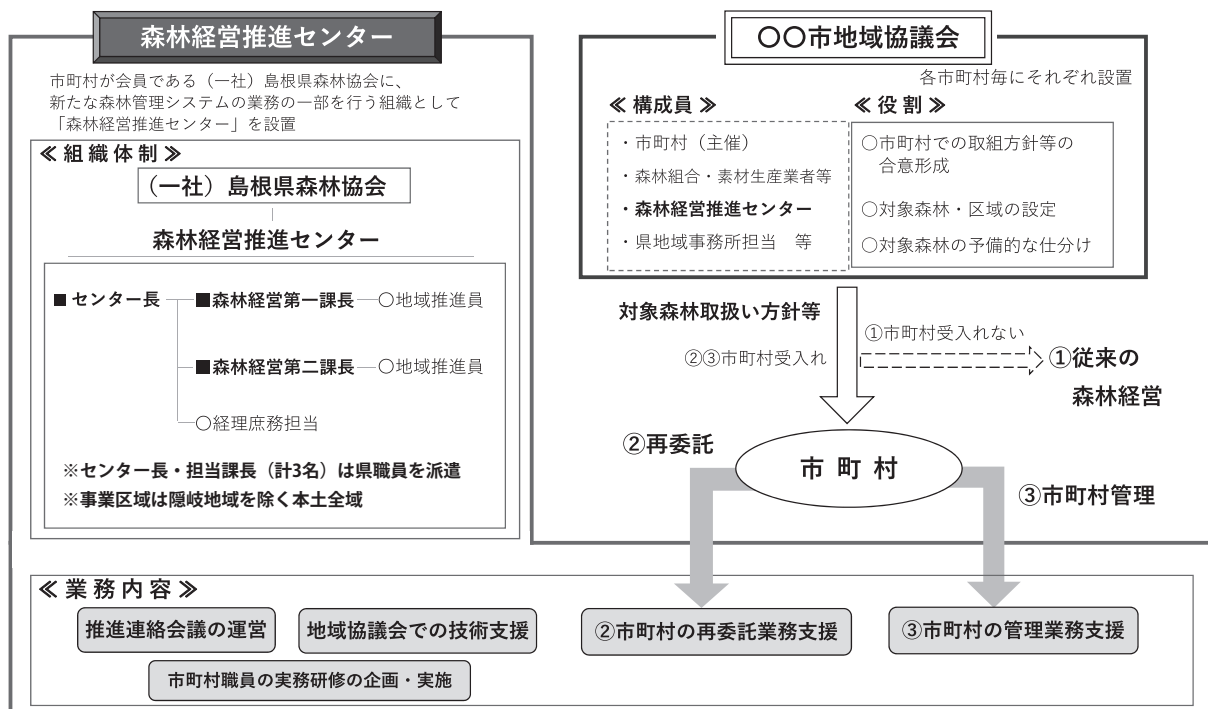 森林経営推進センター
市町村が会員である（一社）島根県森林協会に、
新たな森林管理システムの業務の一部を行う組織として
「森林経営推進センター」を設置
≪組織体制≫
（一社）島根県森林協会
森林経営推進センター
■センター長
■森林経営第一課長
○地域推進員
■森林経営第二課長
○地域推進員
○経理庶務担当
※センター長・担当課長（計3名）は県職員を派遣
※事業区域は隠岐地域を除く本土全域
〇〇市地域協議会
各市町村毎にそれぞれ設置
≪構成員≫
・市町村（主催）
・森林組合・素材生産業者等
・森林経営推進センター
・県地域事務所担当　等
≪役割≫
○市町村での取組方針等の
合意形成
○対象森林・区域の設定
○対象森林の予備的な仕分け
対象森林取扱い方針等
①市町村受入れない
②③市町村受入れ
①従来の
森林経営
市町村
②再委託
③市町村管理
≪業務内容≫
推進連絡会議の運営
地域協議会での技術支援
②市町村の再委託業務支援
③市町村の管理業務支援
市町村職員の実務研修の企画・実施